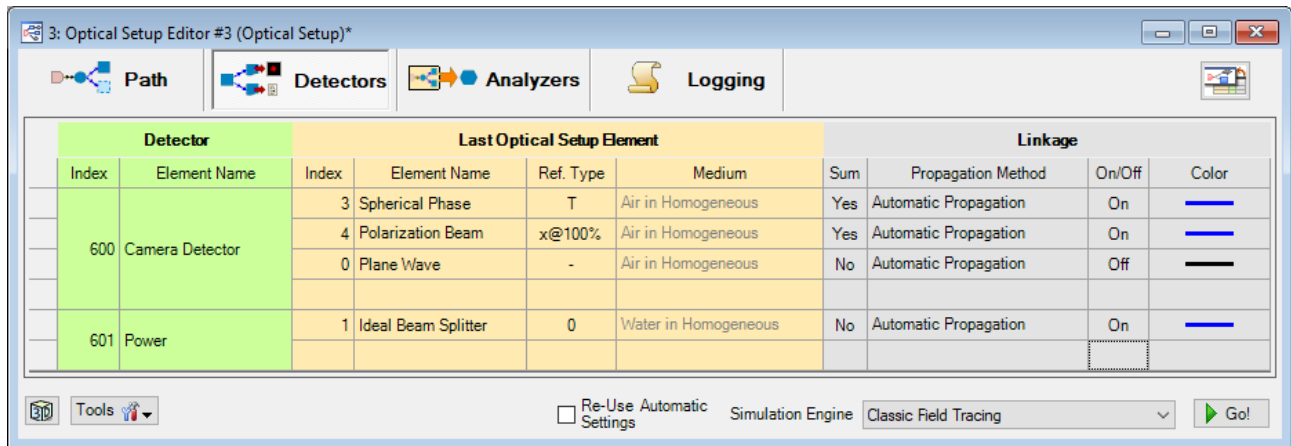 3: Optical Setup Editor #3 (Optical Setup)*
Path Detectors Analyzers Logging
Detector Last Optical Setup Element Linkage
Index Element Name Index Element Name Ref. Type Medium Sum Propagation Method On/Off Color
3 Spherical Phase T Air in Homogeneous Yes Automatic Propagation On
600 Camera Detector 4 Polarization Beam x@100% Air in Homogeneous Yes Automatic Propagation On
0 Plane Wave - Air in Homogeneous No Automatic Propagation Off
601 Power 1 Ideal Beam Splitter 0 Water in Homogeneous No Automatic Propagation On
3D Tools Re-Use Automatic Settings Simulation Engine Classic Field Tracing Go!